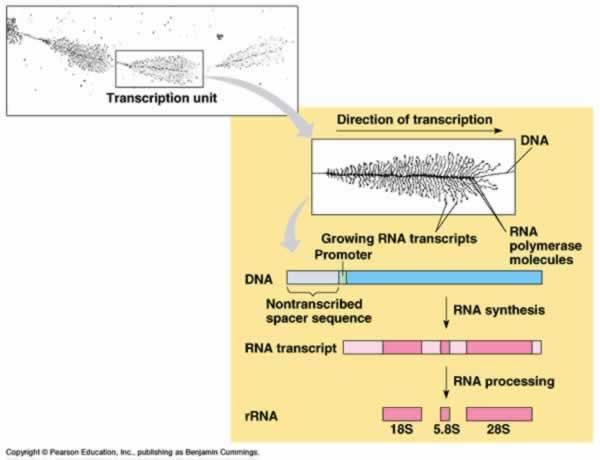 Transcription unit
Direction of transcription
DNA
Growing RNA transcripts
RNA
polymerase
molecules
Promoter
DNA
Nontranscribed
spacer sequence
RNA synthesis
RNA transcript
RNA processing
rRNA
18S 5.8S 28S
Copyright © Pearson Education, Inc., publishing as Benjamin Cummings.